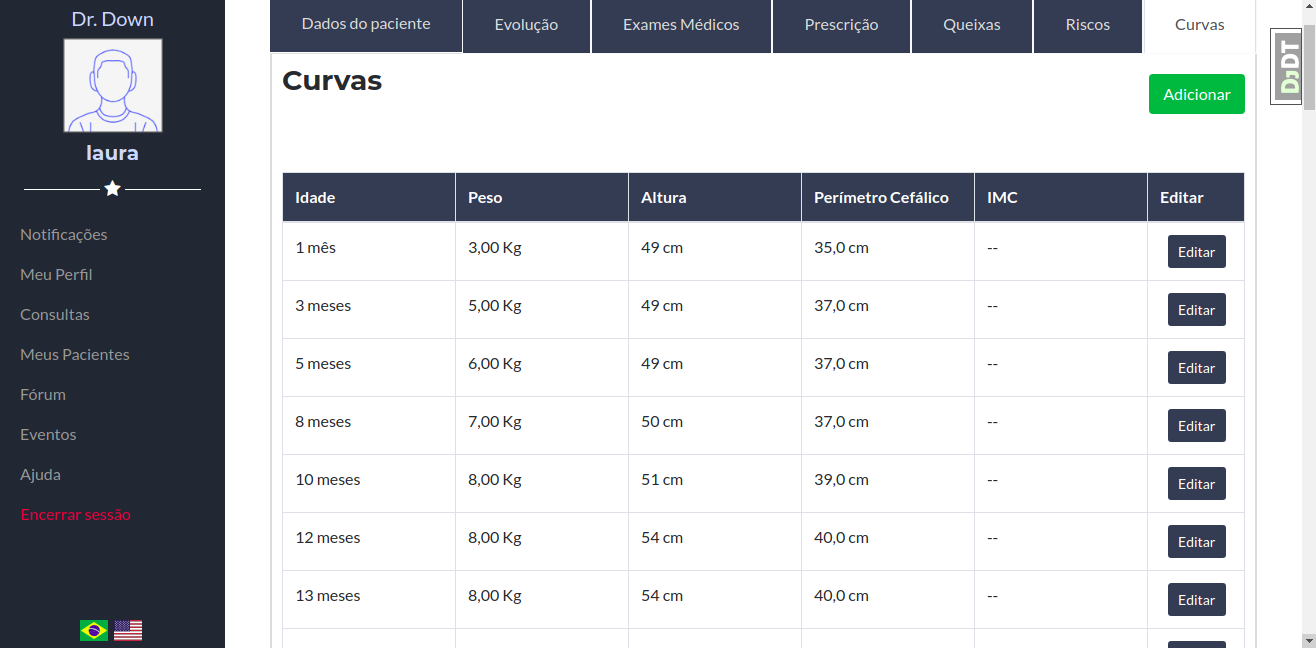 Dr. Down
laura
Notificações
Meu Perfil
Consultas
Meus Pacientes
Fórum
Eventos
Ajuda
Encerrar sessão
Dados do paciente Evolução Exames Médicos Prescrição Queixas Riscos Curvas
DJDT
Curvas
Adicionar
Idade Peso Altura Perímetro Cefálico IMC Editar
1 mês 3,00 Kg 49 cm 35,0 cm -- Editar
3 meses 5,00 Kg 49 cm 37,0 cm -- Editar
5 meses 6,00 Kg 49 cm 37,0 cm -- Editar
8 meses 7,00 Kg 50 cm 37,0 cm -- Editar
10 meses 8,00 Kg 51 cm 39,0 cm -- Editar
12 meses 8,00 Kg 54 cm 40,0 cm -- Editar
13 meses 8,00 Kg 54 cm 40,0 cm -- Editar